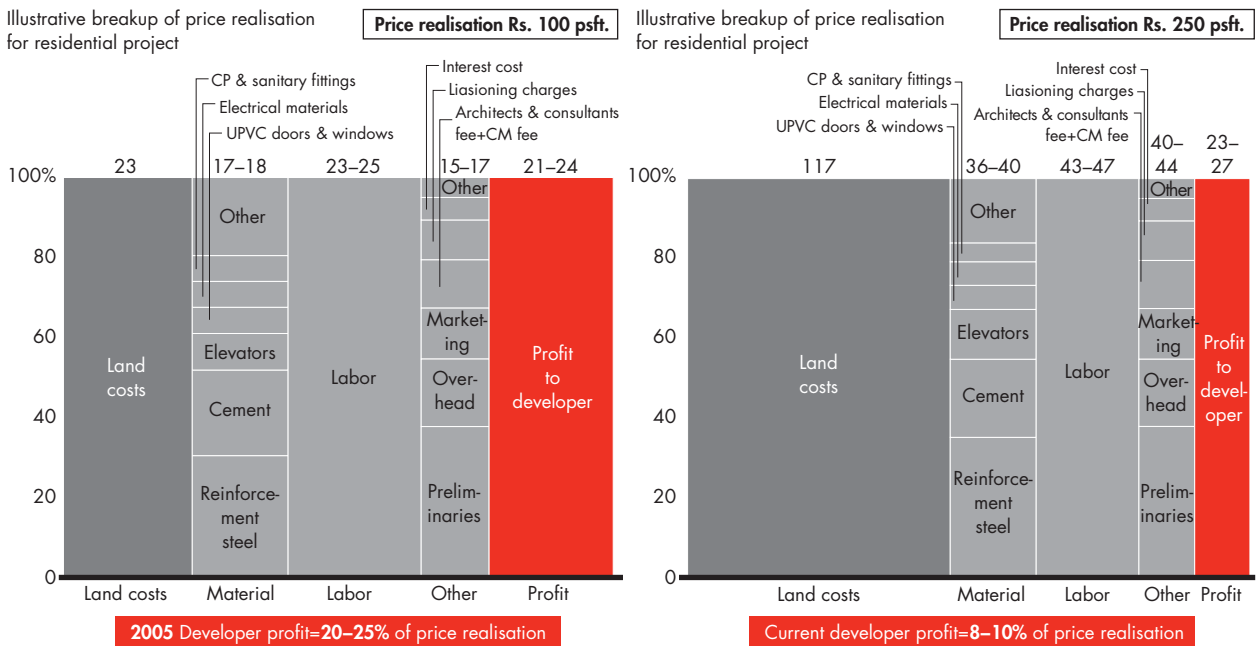 Illustrative breakup of price realisation
for residential project
Price realisation Rs. 100 psft.
CP & sanitary fittings
Electrical materials
UPVC doors & windows
Interest cost
Liasioning charges
Architects & consultants
fee+CM fee
23
17–18
23–25
15–17
21–24
100%
80
60
40
20
0
Land
costs
Other
Elevators
Cement
Reinforce-
ment
steel
Labor
Other
Market-
ing
Over-
head
Prelim-
inaries
Profit
to
developer
Land costs
Material
Labor
Other
Profit
2005 Developer profit=20–25% of price realisation
Illustrative breakup of price realisation
for residential project
Price realisation Rs. 250 psft.
CP & sanitary fittings
Electrical materials
UPVC doors & windows
Interest cost
Liasioning charges
Architects & consultants
fee+CM fee
117
36–40
43–47
40–
44
23–
27
100%
80
60
40
20
0
Land
costs
Other
Elevators
Cement
Reinforce-
ment
steel
Labor
Other
Market-
ing
Over-
head
Prelim-
inaries
Profit
to
devel-
oper
Land costs
Material
Labor
Other
Profit
Current developer profit=8–10% of price realisation